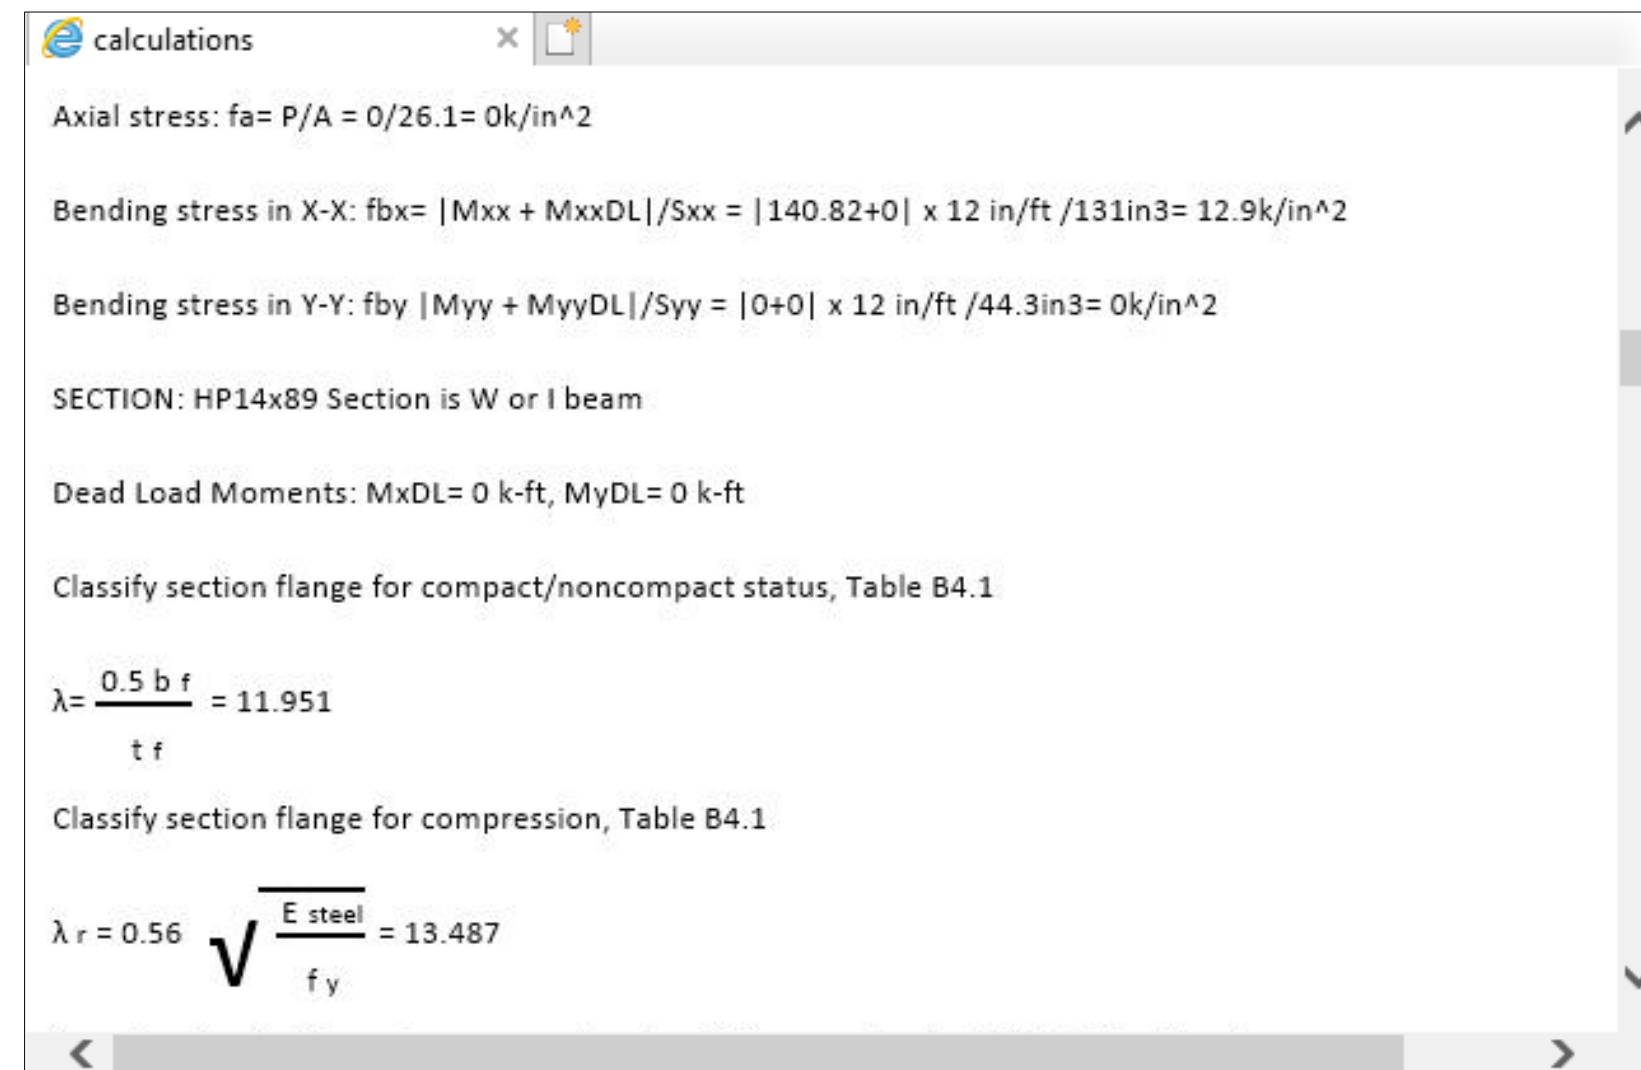 calculations
Axial stress: fa= P/A = 0/26.1= 0k/in^2
Bending stress in X-X: fbx= |Mxx + MxxDL|/Sxx = |140.82+0| x 12 in/ft /131in3= 12.9k/in^2
Bending stress in Y-Y: fby |Myy + MyyDL|/Syy = |0+0| x 12 in/ft /44.3in3= 0k/in^2
SECTION: HP14x89 Section is W or I beam
Dead Load Moments: MxDL= 0 k-ft, MyDL= 0 k-ft
Classify section flange for compact/noncompact status, Table B4.1
0.5 b f
λ= = 11.951
t f
Classify section flange for compression, Table B4.1
E steel
λ r = 0.56 √ = 13.487
f y